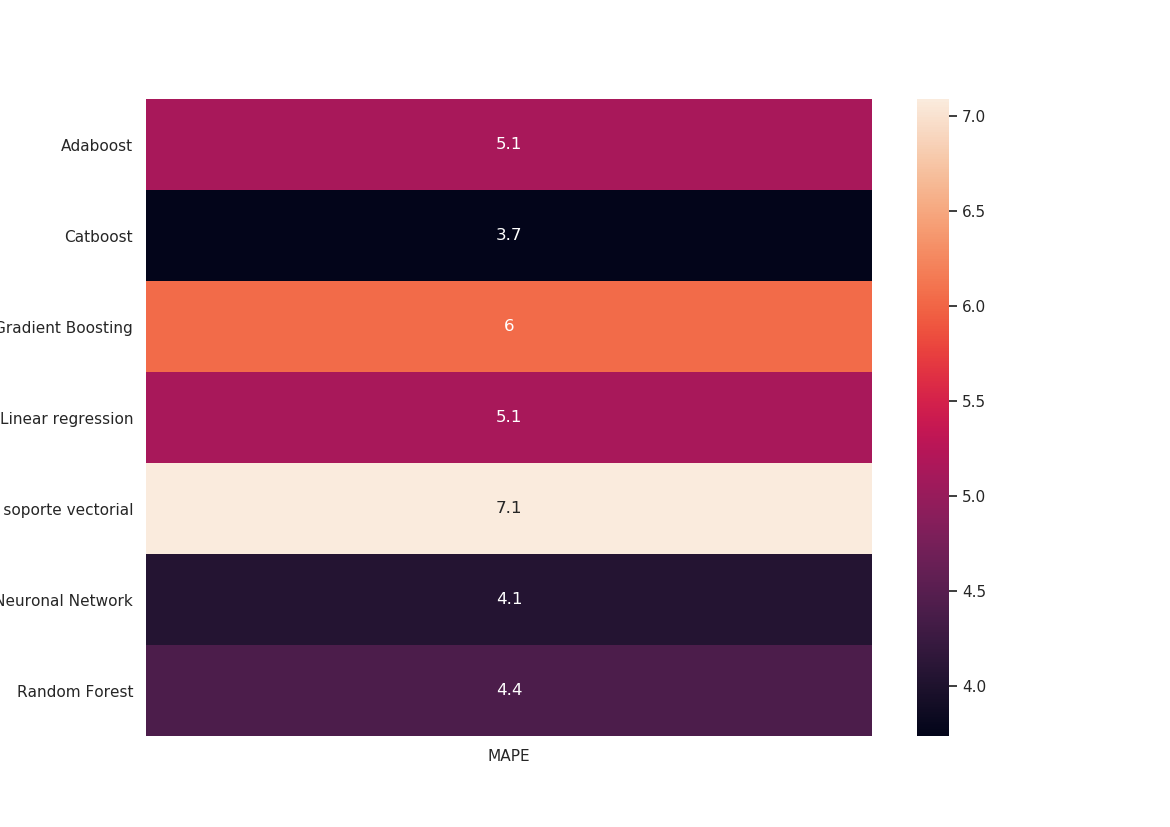 Adaboost
5.1
Catboost
3.7
Gradient Boosting
6
Linear regression
5.1
soporte vectorial
7.1
Neuronal Network
4.1
Random Forest
4.4
MAPE
7.0
6.5
6.0
5.5
5.0
4.5
4.0